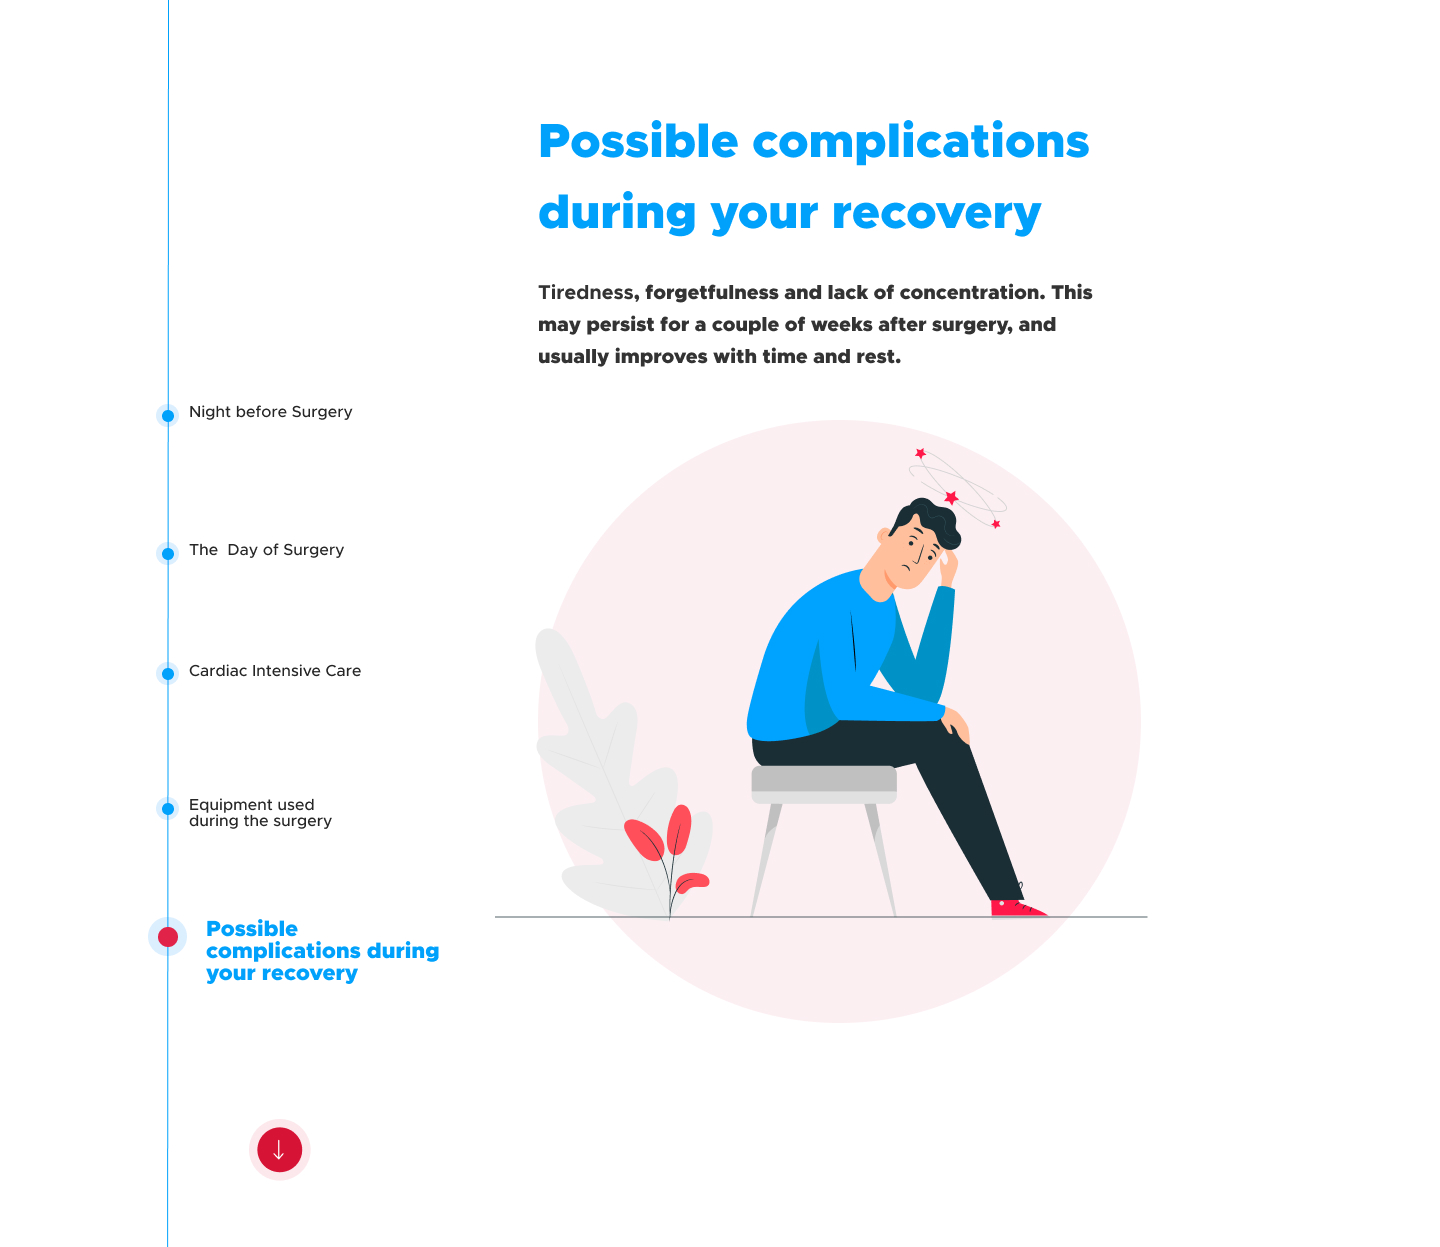 Possible complications
during your recovery
Tiredness, forgetfulness and lack of concentration. This
may persist for a couple of weeks after surgery, and
usually improves with time and rest.
Night before Surgery
The  Day of Surgery
Cardiac Intensive Care
Equipment used
during the surgery
Possible
complications during
your recovery